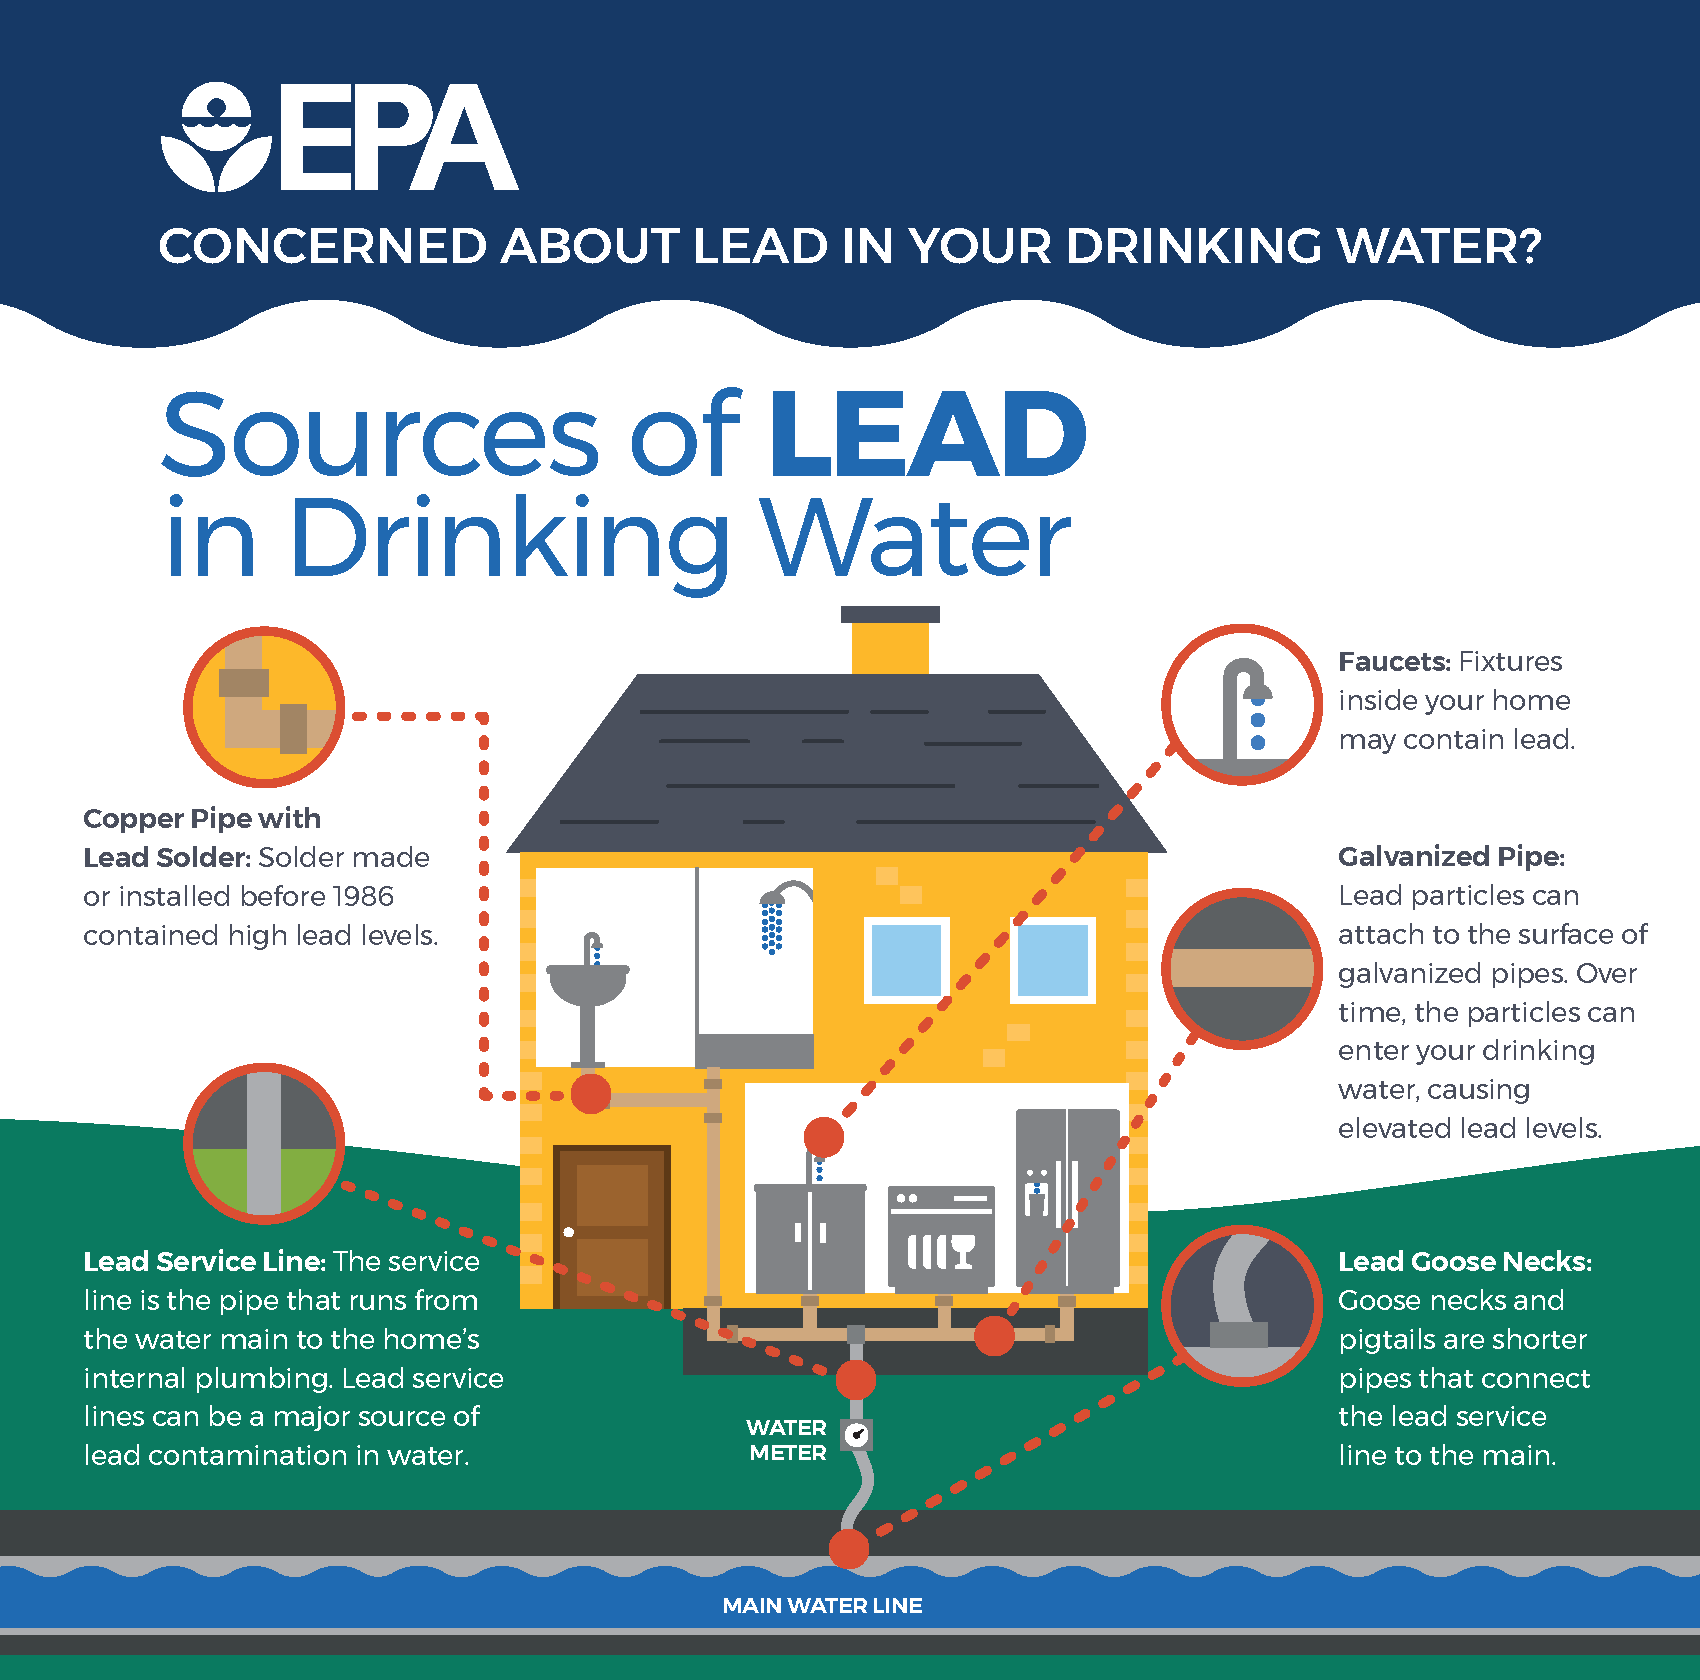 EPA
CONCERNED ABOUT LEAD IN YOUR DRINKING WATER?
Sources of LEAD
in Drinking Water
Copper Pipe with
Lead Solder: Solder made
or installed before 1986
contained high lead levels.
Lead Service Line: The service
line is the pipe that runs from
the water main to the home’s
internal plumbing. Lead service
lines can be a major source of
lead contamination in water.
Faucets: Fixtures
inside your home
may contain lead.
Galvanized Pipe:
Lead particles can
attach to the surface of
galvanized pipes. Over
time, the particles can
enter your drinking
water, causing
elevated lead levels.
Lead Goose Necks:
Goose necks and
pigtails are shorter
pipes that connect
the lead service
line to the main.
WATER
METER
MAIN WATER LINE